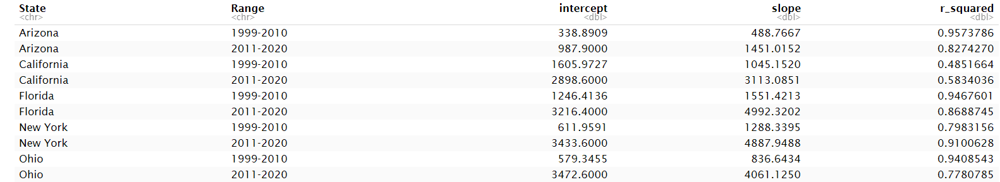 State Range intercept slope r_squared
<chr> <chr> <dbl> <dbl> <dbl>
Arizona 1999-2010 338.8909 488.7667 0.9573786
Arizona 2011-2020 987.9000 1451.0152 0.8274270
California 1999-2010 1605.9727 1045.1520 0.4851664
California 2011-2020 2898.6000 3113.0851 0.5834036
Florida 1999-2010 1246.4136 1551.4213 0.9467601
Florida 2011-2020 3216.4000 4992.3202 0.8688745
New York 1999-2010 611.9591 1288.3395 0.7983156
New York 2011-2020 3433.6000 4887.9488 0.9100628
Ohio 1999-2010 579.3455 836.6434 0.9408543
Ohio 2011-2020 3472.6000 4061.1250 0.7780785